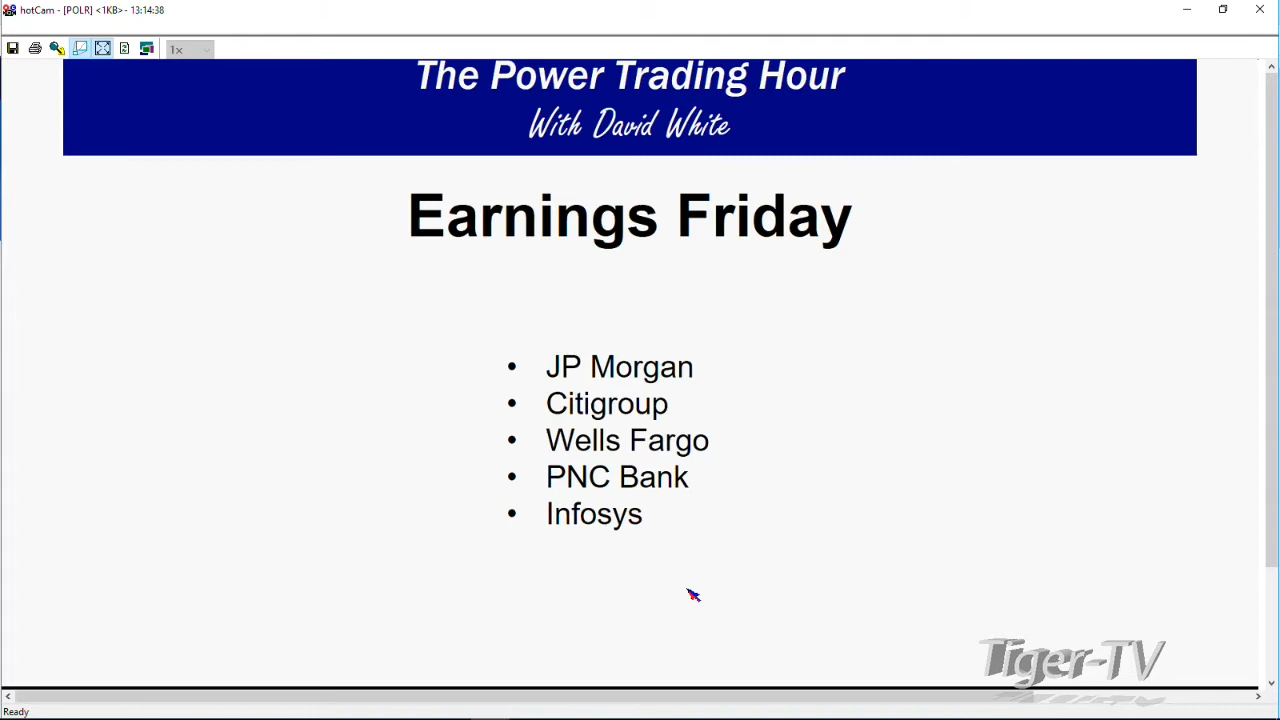 hotCam - [POLR] <1KB> - 13:14:38
1x
The Power Trading Hour
With David White
Earnings Friday
• JP Morgan
• Citigroup
• Wells Fargo
• PNC Bank
• Infosys
Tiger-TV
Ready